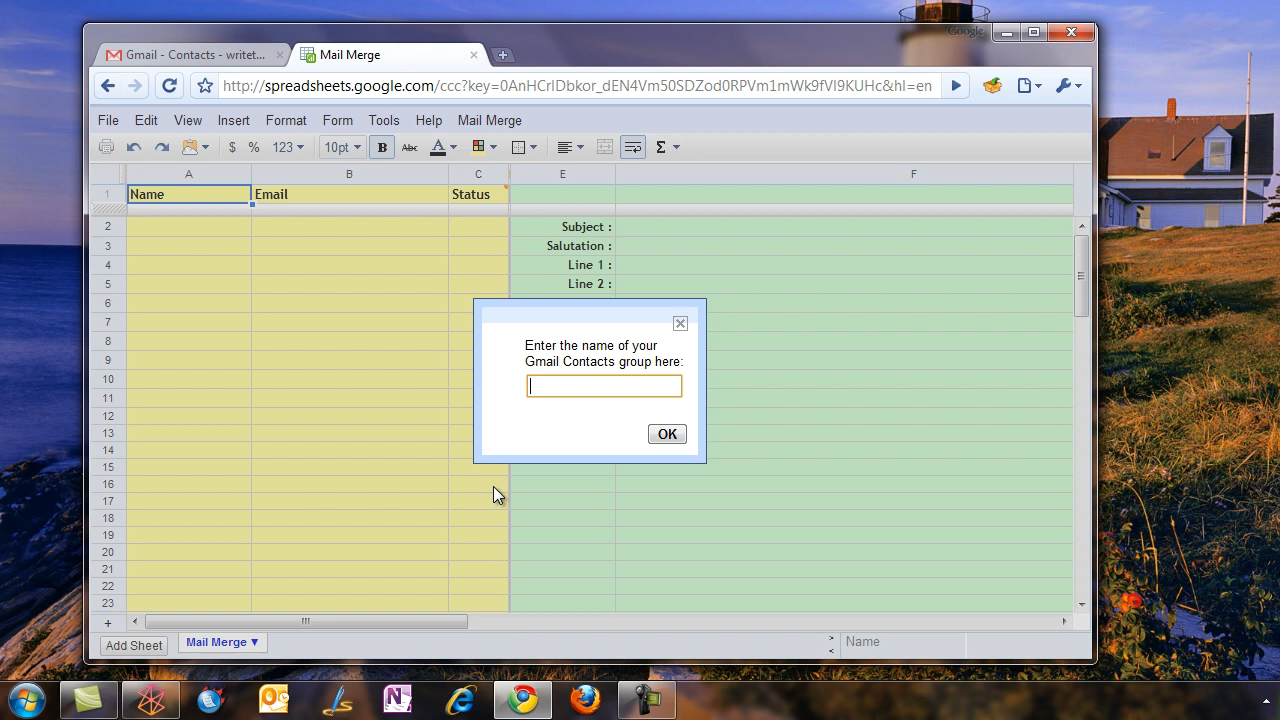 Google
Gmail - Contacts - writet...
Mail Merge
http://spreadsheets.google.com/ccc?key=0AnHCrIDbkor_dEN4Vm50SDZod0RPVm1mWk9fVl9KUHc&hl=en
File Edit View Insert Format Form Tools Help Mail Merge
$ % 123 10pt B Abc A Σ
A B C E F
1 Name Email Status
2 Subject :
3 Salutation :
4 Line 1 :
5 Line 2 :
6
7
8
9
10
11
12
13
14
15
16
17
18
19
20
21
22
23
Enter the name of your
Gmail Contacts group here:
OK
Add Sheet Mail Merge Name